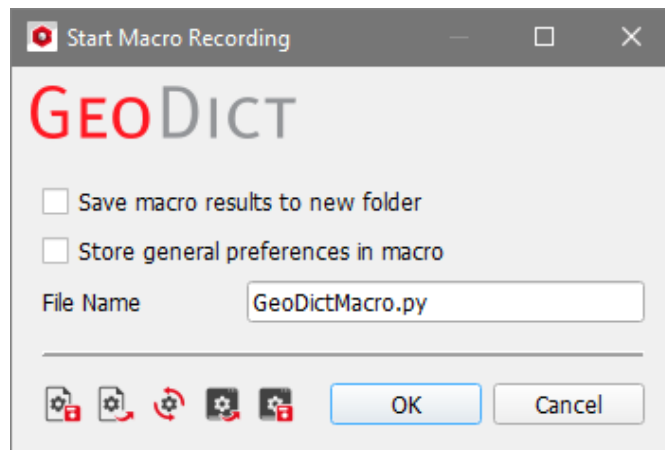 Start Macro Recording
GEODICT
Save macro results to new folder
Store general preferences in macro
File Name GeoDictMacro.py
OK Cancel